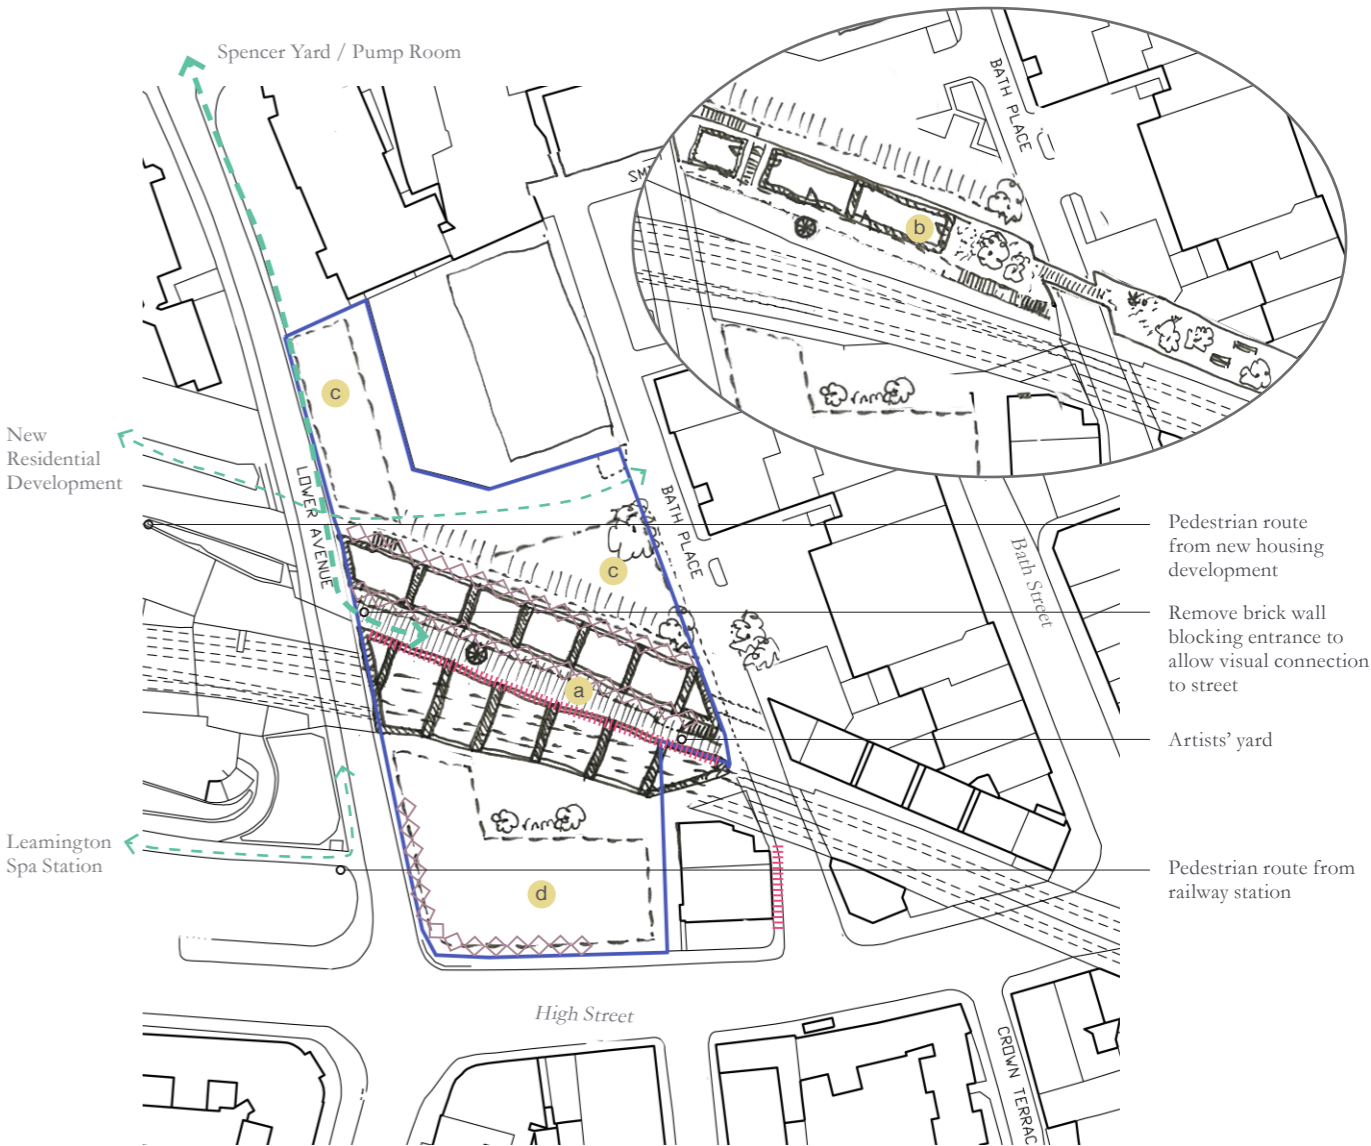 Spencer Yard / Pump Room
BATH PLACE
b
c
New
Residential
Development
LOWER AVENUE
BATH PLACE
Bath Street
Pedestrian route
from new housing
development
c
Remove brick wall
blocking entrance to
allow visual connection
to street
a
Artists' yard
Leamington
Spa Station
d
Pedestrian route from
railway station
High Street
CROWN TERRAC